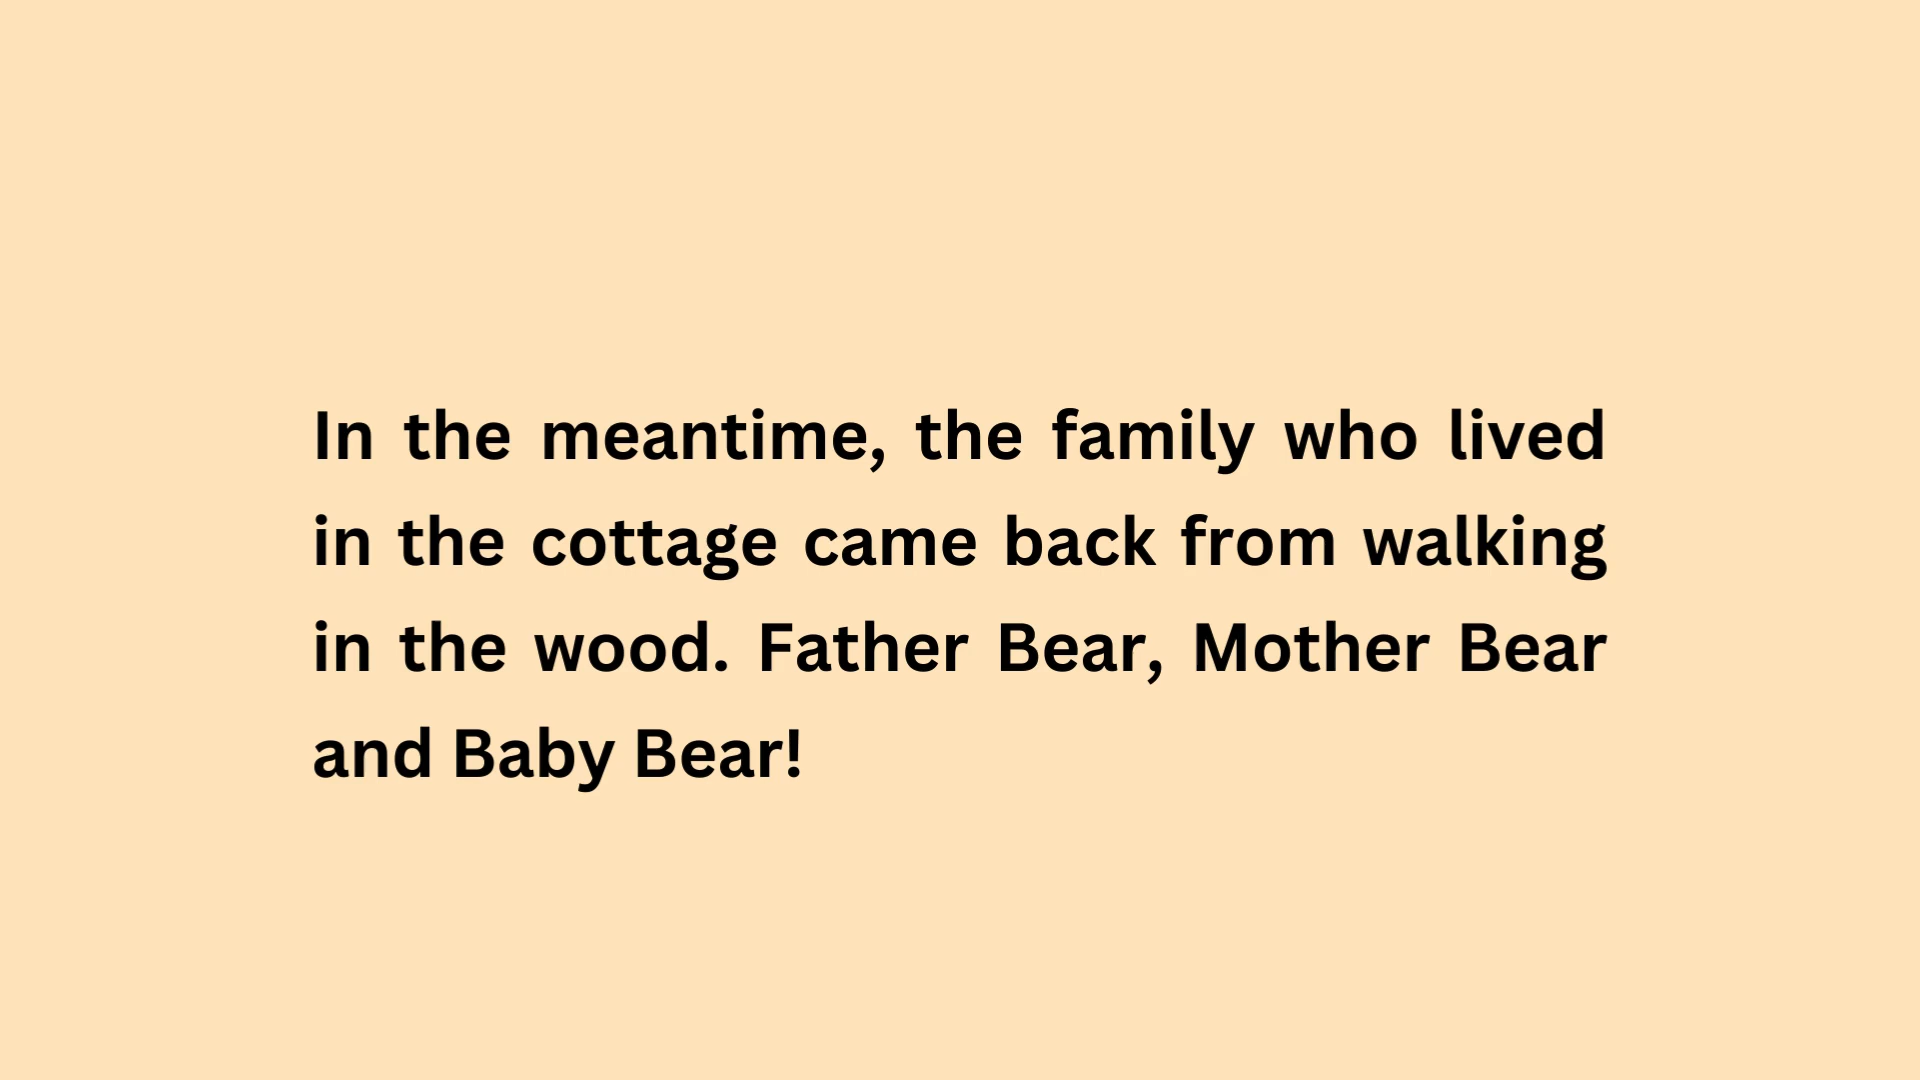 In the meantime, the family who lived
in the cottage came back from walking
in the wood. Father Bear, Mother Bear
and Baby Bear!